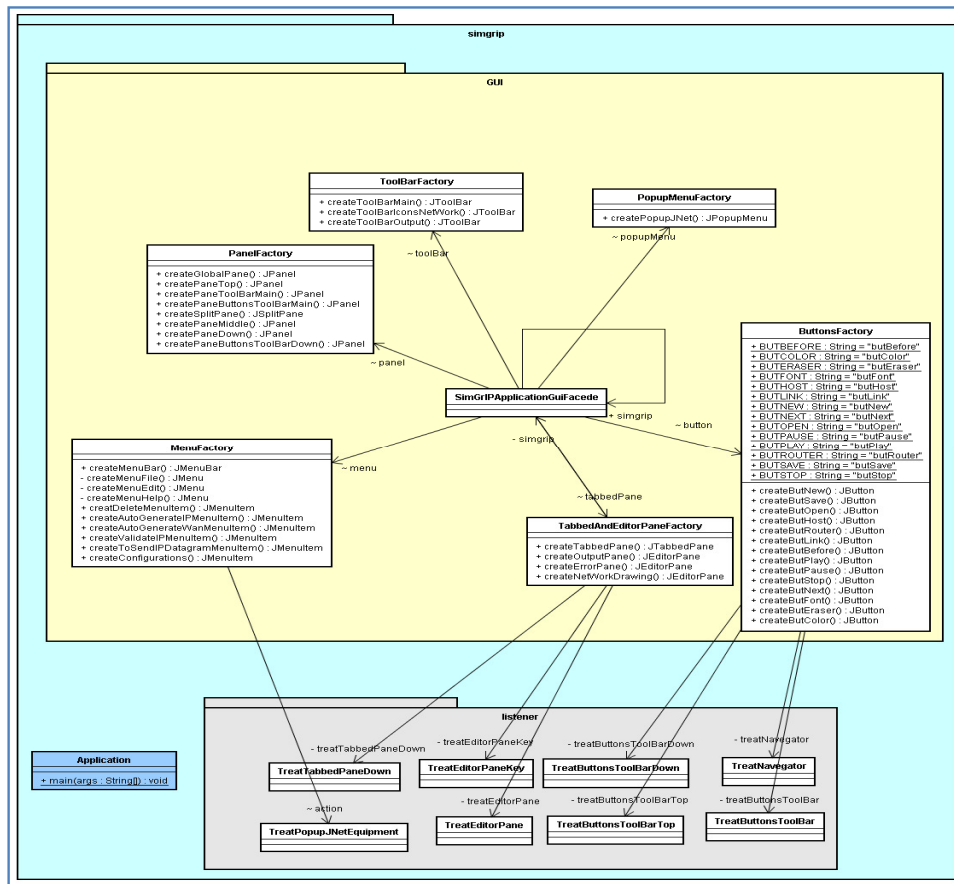 simgrip
GUI
ToolBarFactory
+ createToolBarMain() : JToolBar
+ createToolBarIconsNetWork() : JToolBar
+ createToolBarOutput() : JToolBar
PopupMenuFactory
+ createPopupJNet() : JPopupMenu
~ popupMenu
~ toolBar
PanelFactory
+ createGlobalPane() : JPanel
+ createPaneTop() : JPanel
+ createPaneToolBarMain() : JPanel
+ createPaneButtonsToolBarMain() : JPanel
+ createSplitPane() : JSplitPane
+ createPaneMiddle() : JPanel
+ createPaneDown() : JPanel
+ createPaneButtonsToolBarDown() : JPanel
~ panel
ButtonsFactory
+ BUTBEFORE : String = "butBefore"
+ BUTCOLOR : String = "butColor"
+ BUTERASER : String = "butEraser"
+ BUTFONT : String = "butFont"
+ BUTHOST : String = "butHost"
+ BUTLINK : String = "butLink"
+ BUTNEW : String = "butNew"
+ BUTNEXT : String = "butNext"
+ BUTOPEN : String = "butOpen"
+ BUTPAUSE : String = "butPause"
+ BUTPLAY : String = "butPlay"
+ BUTROUTER : String = "butRouter"
+ BUTSAVE : String = "butSave"
+ BUTSTOP : String = "butStop"
+ createButNew() : JButton
+ createButSave() : JButton
+ createButOpen() : JButton
+ createButHost() : JButton
+ createButRouter() : JButton
+ createButLink() : JButton
+ createButBefore() : JButton
+ createButPlay() : JButton
+ createButPause() : JButton
+ createButStop() : JButton
+ createButNext() : JButton
+ createButFont() : JButton
+ createButEraser() : JButton
+ createButColor() : JButton
SimGrIPApplicationGuiFacede
+ simgrip
~ button
- simgrip
MenuFactory
+ createMenuBar() : JMenuBar
- createMenuFile() : JMenu
- createMenuEdit() : JMenu
- createMenuHelp() : JMenu
+ creatDeleteMenuItem() : JMenuItem
+ createAutoGenerateIPMenuItem() : JMenuItem
+ createAutoGenerateWanMenuItem() : JMenuItem
+ createValidateIPMenuItem() : JMenuItem
+ createToSendIPDatagramMenuItem() : JMenuItem
+ createConfigurations() : JMenuItem
~ menu
~ tabbedPane
TabbedAndEditorPaneFactory
+ createTabbedPane() : JTabbedPane
+ createOutputPane() : JEditorPane
+ createErrorPane() : JEditorPane
+ createNetWorkDrawing() : JEditorPane
listener
- treatTabbedPaneDown
- treatEditorPaneKey
- treatButtonsToolBarDown
- treatNavegator
TreatTabbedPaneDown
TreatEditorPaneKey
TreatButtonsToolBarDown
TreatNavegator
~ action
- treatEditorPane
- treatButtonsToolBarTop
- treatButtonsToolBar
TreatPopupJNetEquipment
TreatEditorPane
TreatButtonsToolBarTop
TreatButtonsToolBar
Application
+ main(args : String[]) : void